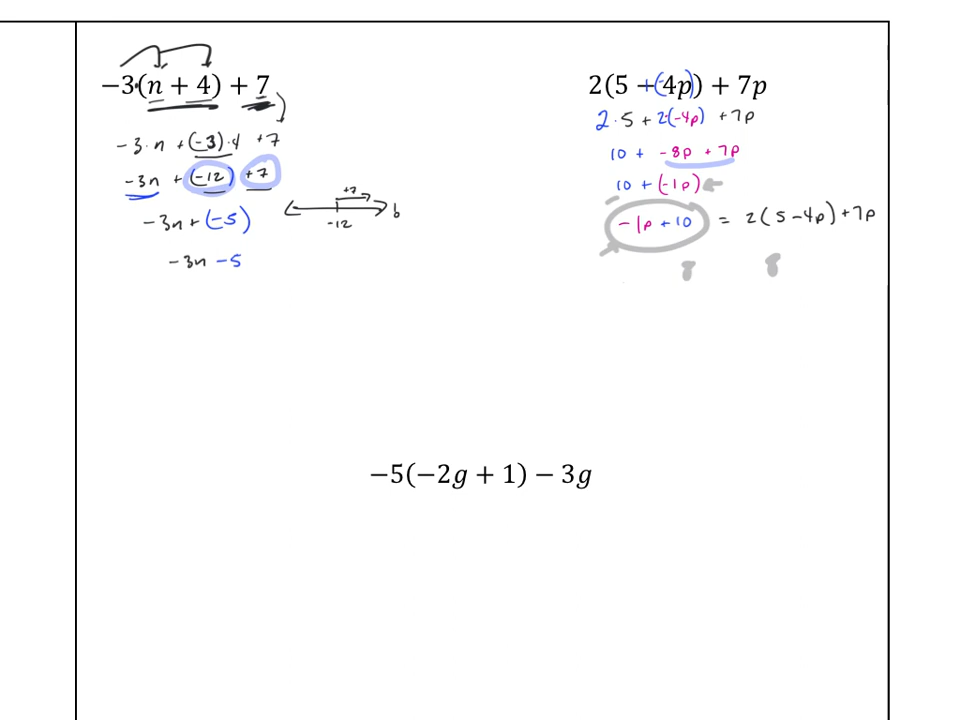 −3(n + 4) + 7
-3·n + (-3)·4 +7
-3n + (-12) +7
+7
-12
-3n + (-5)
-3n -5
2(5 +(-4p)) + 7p
2·5 + 2(-4p) +7p
10 + -8p + 7p
10 + (-1p)
-1p + 10 = 2(5-4p)+7p
−5(−2g + 1) − 3g